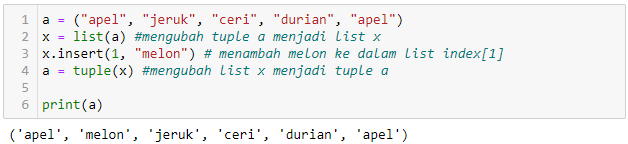 1 a = ("apel", "jeruk", "ceri", "durian", "apel")
2 x = list(a) #mengubah tuple a menjadi list x
3 x.insert(1, "melon") # menambah melon ke dalam list index[1]
4 a = tuple(x) #mengubah list x menjadi tuple a
5
6 print(a)
('apel', 'melon', 'jeruk', 'ceri', 'durian', 'apel')